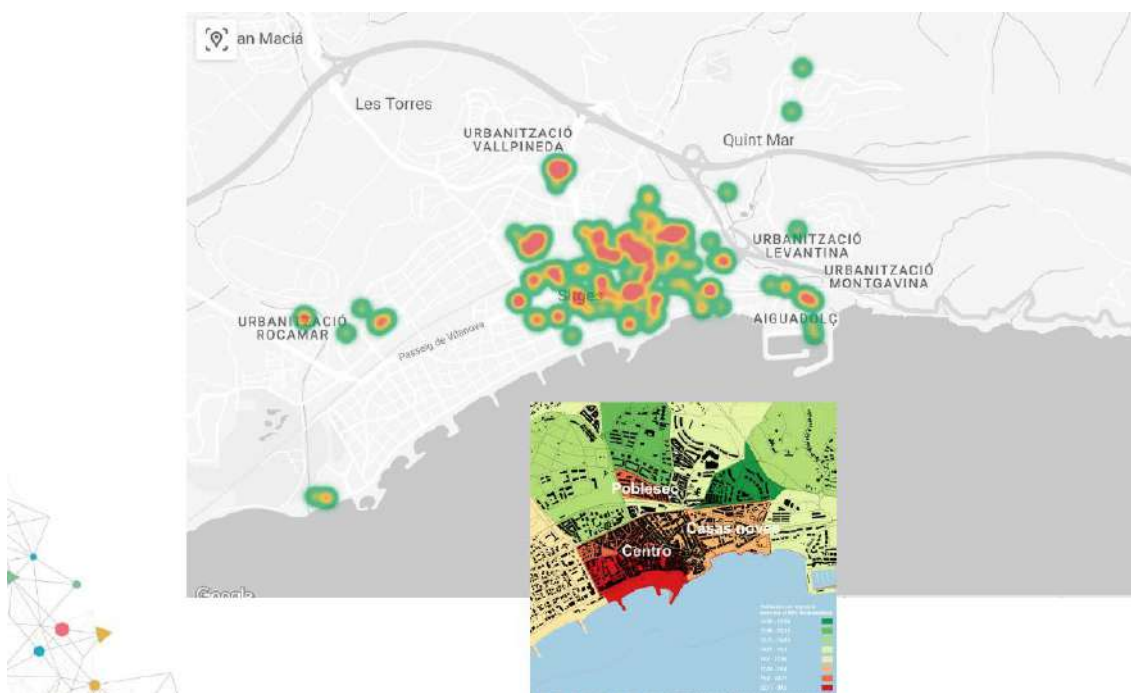 an Maciá
Les Torres
URBANITZACIÓ
VALLPINEDA
Quint Mar
URBANITZACIÓ
LEVANTINA
URBANITZACIÓ
MONTGAVINA
Sitges
AIGUADOLÇ
URBANITZACIÓ
ROCAMAR
Passeig de Vilanova
Poblesec
Casas noves
Centro
Google